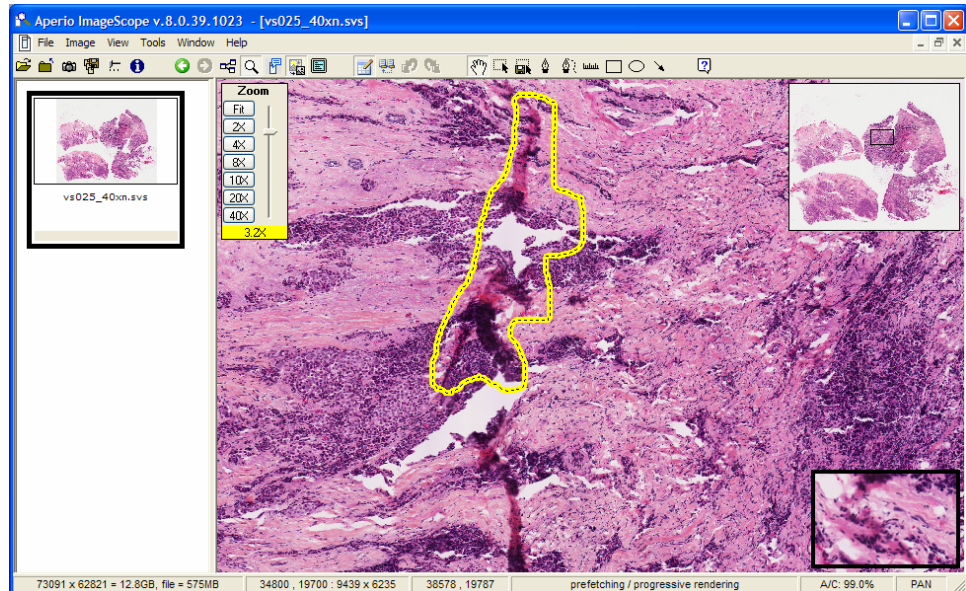 Aperio ImageScope v.8.0.39.1023 - [vs025_40xn.svs]
File Image View Tools Window Help
vs025_40xn.svs
Zoom
Fit
2X
4X
8X
10X
20X
40X
3.2X
73091 x 62821 = 12.8GB, file = 575MB
34800 , 19700 : 9439 x 6235
38578 , 19787
prefetching / progressive rendering
A/C: 99.0%
PAN